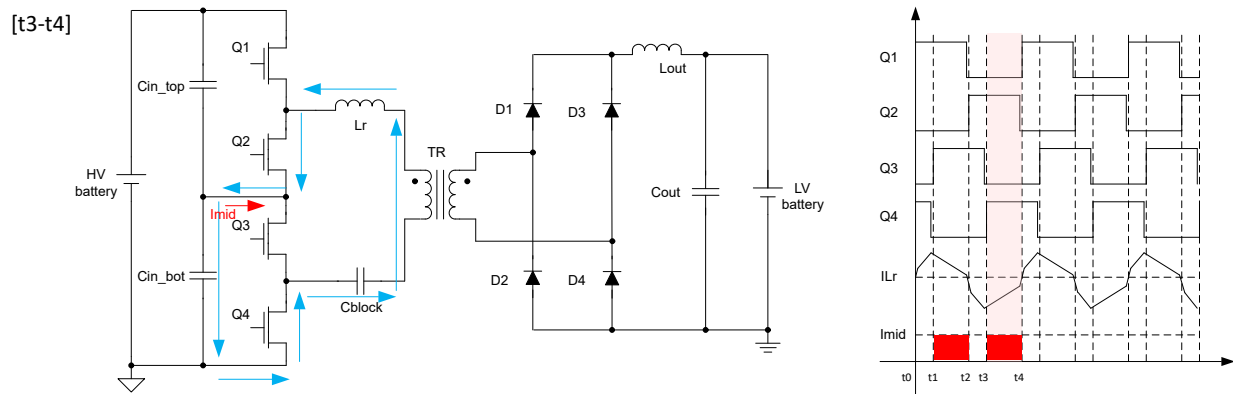 [t3-t4]
Q1
Cin_top
Q2
Lr
HV
battery
Imid
Q3
Cin_bot
Cblock
Q4
TR
D1
D3
D2
D4
Lout
Cout
LV
battery
Q1
Q2
Q3
Q4
ILr
Imid
t0
t1
t2
t3
t4